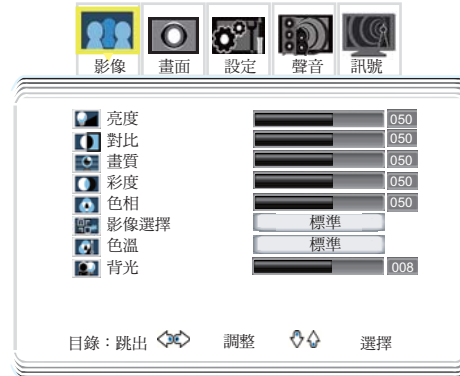 影像 畫面 設定 聲音 訊號
亮度 050
對比 050
畫質 050
彩度 050
色相 050
影像選擇 標準
色溫 標準
背光 008
目錄：跳出 調整 選擇